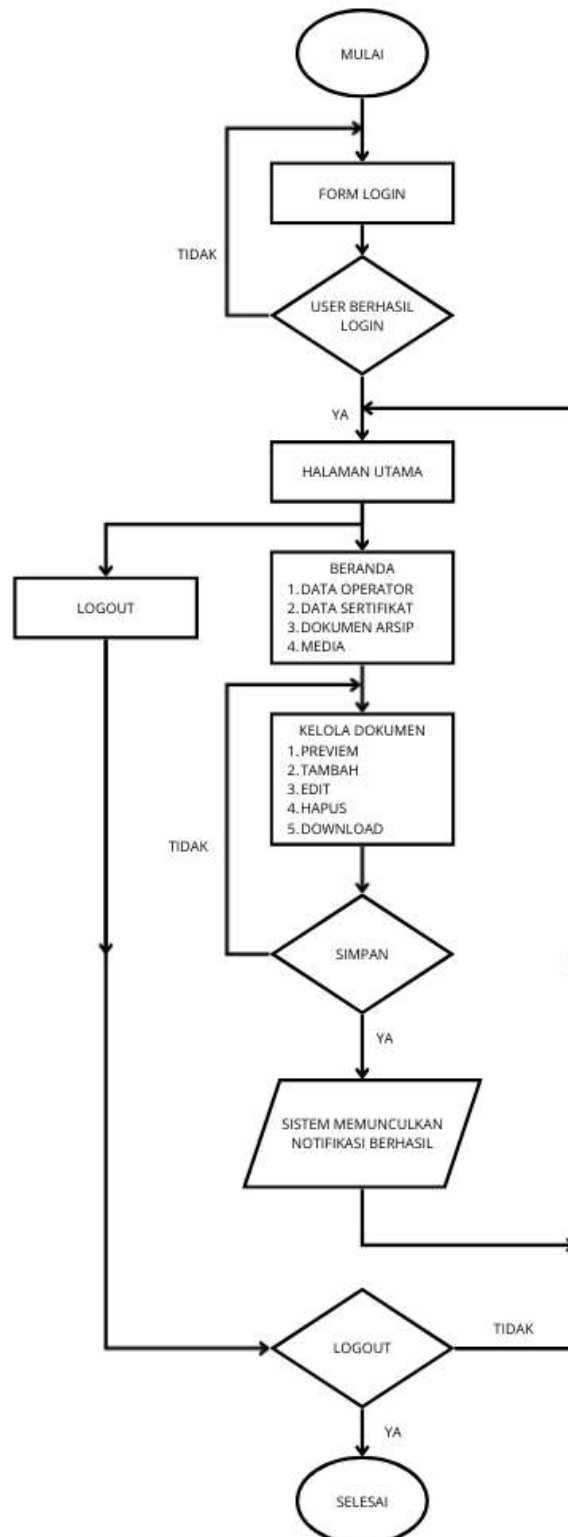 MULAI
FORM LOGIN
TIDAK
USER BERHASIL
LOGIN
YA
HALAMAN UTAMA
LOGOUT
BERANDA
1. DATA OPERATOR
2. DATA SERTIFIKAT
3. DOKUMEN ARSIP
4. MEDIA
KELOLA DOKUMEN
1. PREVIEM
2. TAMBAH
3. EDIT
4. HAPUS
5. DOWNLOAD
TIDAK
SIMPAN
YA
SISTEM MEMUNCULKAN
NOTIFIKASI BERHASIL
LOGOUT
TIDAK
YA
SELESAI